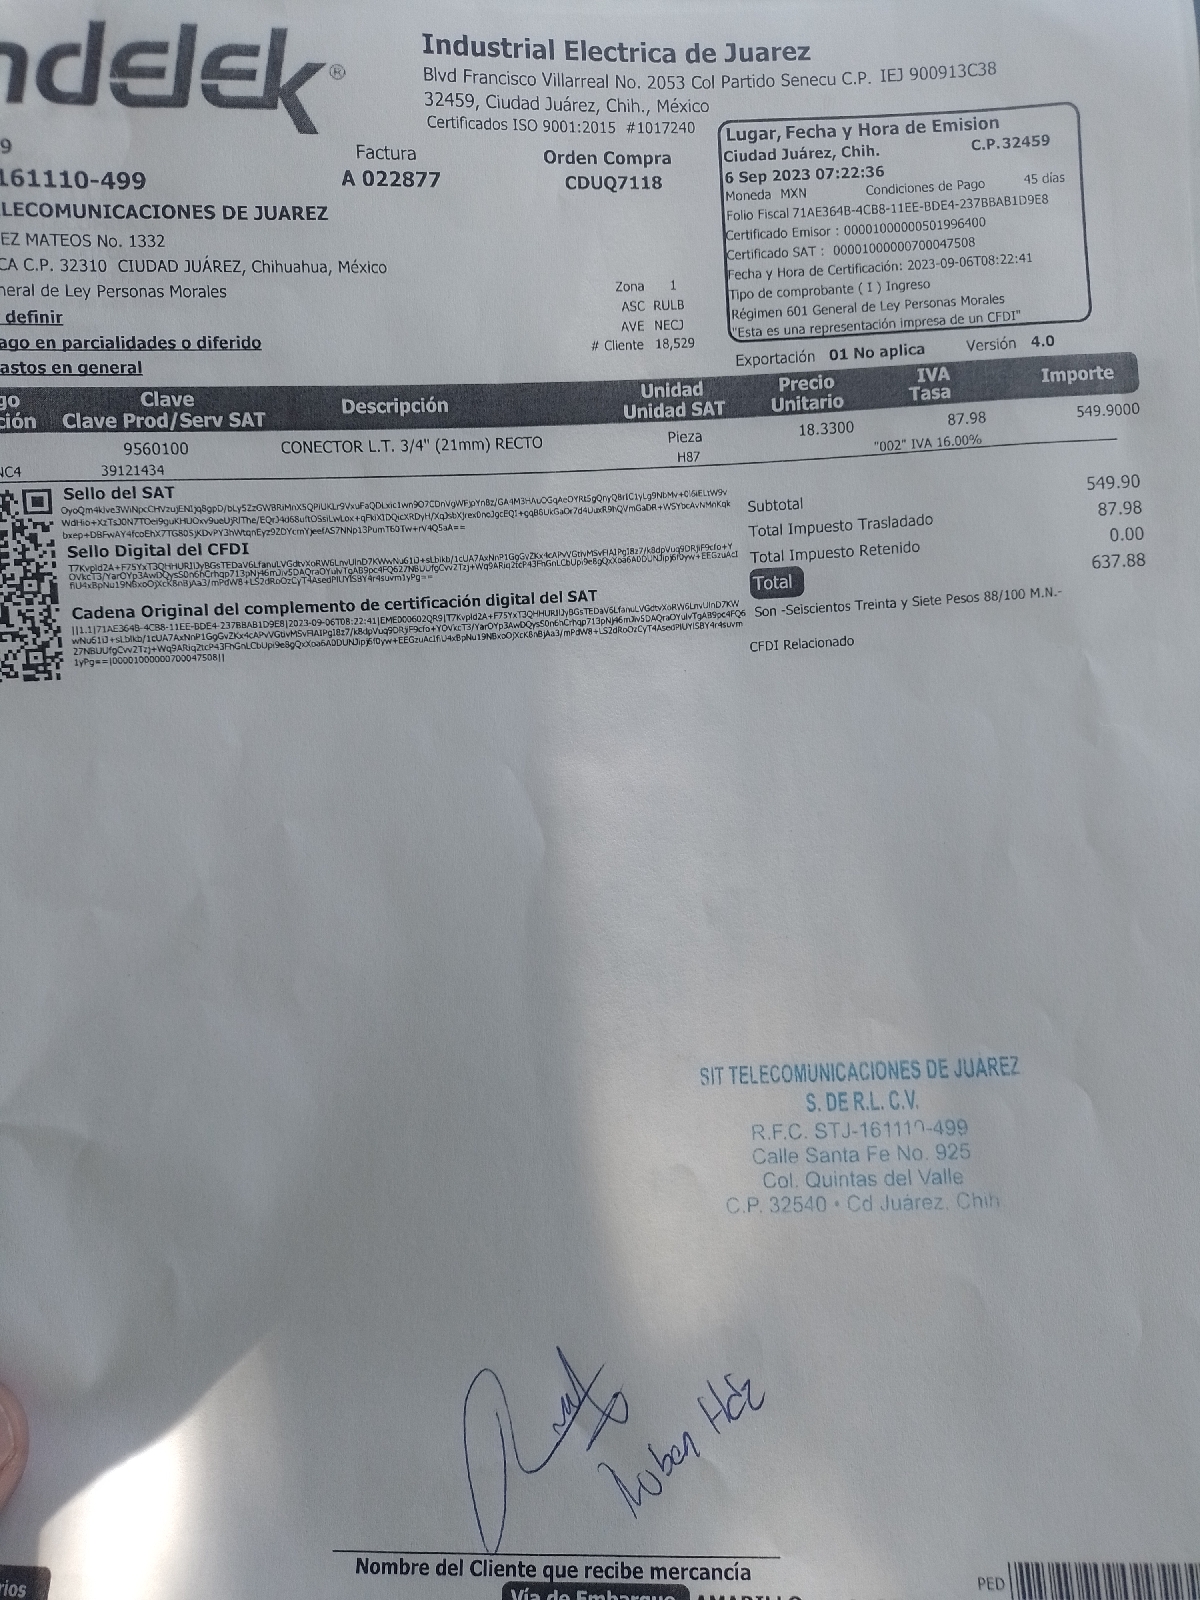 ndelek®
Industrial Electrica de Juarez
Blvd Francisco Villarreal No. 2053 Col Partido Senecu C.P. IEJ 900913C38
32459, Ciudad Juárez, Chih., México
Certificados ISO 9001:2015 #1017240
9
161110-499
Factura
A 022877
Orden Compra
CDUQ7118
Lugar, Fecha y Hora de Emision
Ciudad Juárez, Chih. C.P.32459
6 Sep 2023 07:22:36
Moneda MXN Condiciones de Pago 45 dias
Folio Fiscal 71AE364B-4CB8-11EE-BDE4-237BBAB1D9E8
Certificado Emisor : 00001000000501996400
Certificado SAT : 00001000000700047508
Fecha y Hora de Certificación: 2023-09-06T08:22:41
Tipo de comprobante ( I ) Ingreso
Régimen 601 General de Ley Personas Morales
"Esta es una representación impresa de un CFDI"
LECOMUNICACIONES DE JUAREZ
EZ MATEOS No. 1332
CA C.P. 32310 CIUDAD JUÁREZ, Chihuahua, México
neral de Ley Personas Morales
definir
ago en parcialidades o diferido
astos en general
Zona 1
ASC RULB
AVE NECJ
# Cliente 18,529
Exportación 01 No aplica Versión 4.0
go Clave Descripción Unidad Precio IVA Importe
ción Clave Prod/Serv SAT Unidad SAT Unitario Tasa
9560100 CONECTOR L.T. 3/4" (21mm) RECTO Pieza 18.3300 87.98 549.9000
NC4 39121434 H87 "002" IVA 16.00%
Sello del SAT
Sello Digital del CFDI
Cadena Original del complemento de certificación digital del SAT
Subtotal 549.90
Total Impuesto Trasladado 87.98
Total Impuesto Retenido 0.00
Total 637.88
Son -Seiscientos Treinta y Siete Pesos 88/100 M.N.-
CFDI Relacionado
SIT TELECOMUNICACIONES DE JUAREZ
S. DE R.L. C.V.
R.F.C. STJ-161110-499
Calle Santa Fe No. 925
Col. Quintas del Valle
C.P. 32540 • Cd Juárez, Chih
Ruben Hdz
Nombre del Cliente que recibe mercancía
rios
Vía de Embarque AMARILLO
PED